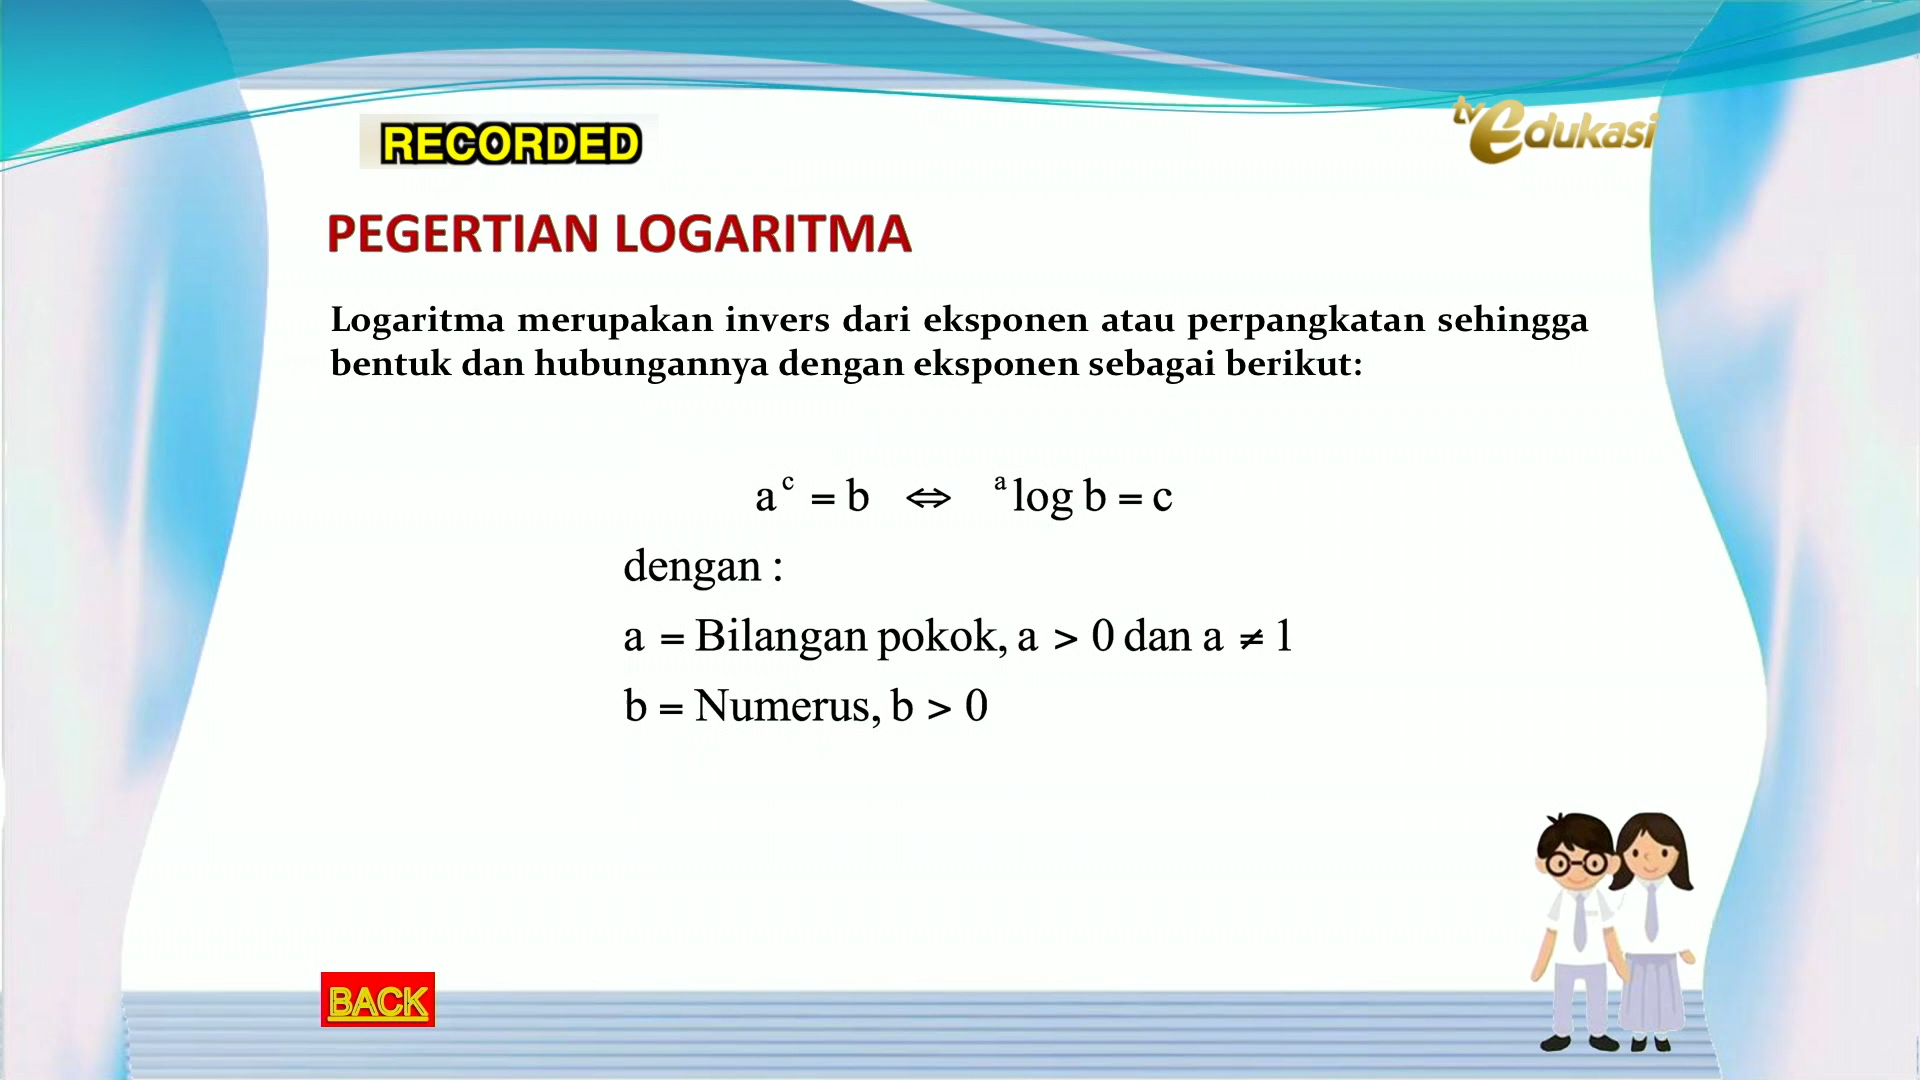 RECORDED
tv edukasi
PEGERTIAN LOGARITMA
Logaritma merupakan invers dari eksponen atau perpangkatan sehingga
bentuk dan hubungannya dengan eksponen sebagai berikut:
a^c = b ⇔ ^a log b = c
dengan :
a = Bilangan pokok, a > 0 dan a ≠ 1
b = Numerus, b > 0
BACK